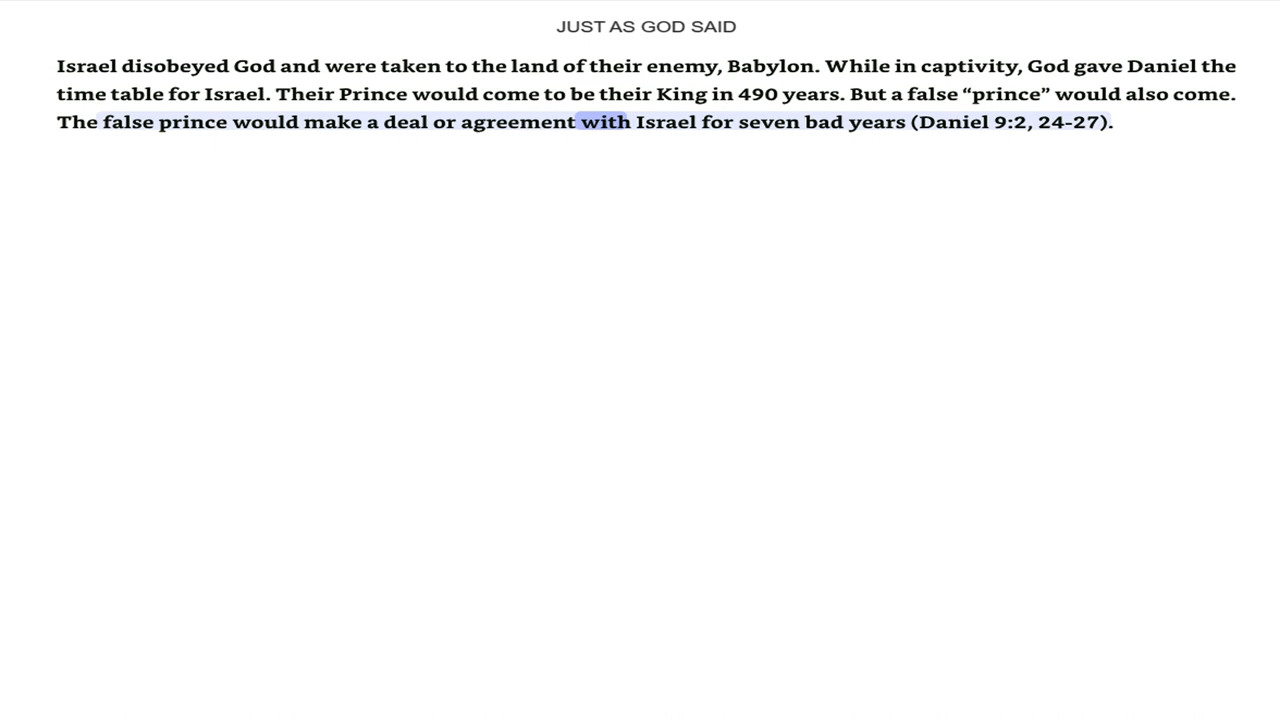 JUST AS GOD SAID
Israel disobeyed God and were taken to the land of their enemy, Babylon. While in captivity, God gave Daniel the
time table for Israel. Their Prince would come to be their King in 490 years. But a false “prince” would also come.
The false prince would make a deal or agreement with Israel for seven bad years (Daniel 9:2, 24-27).